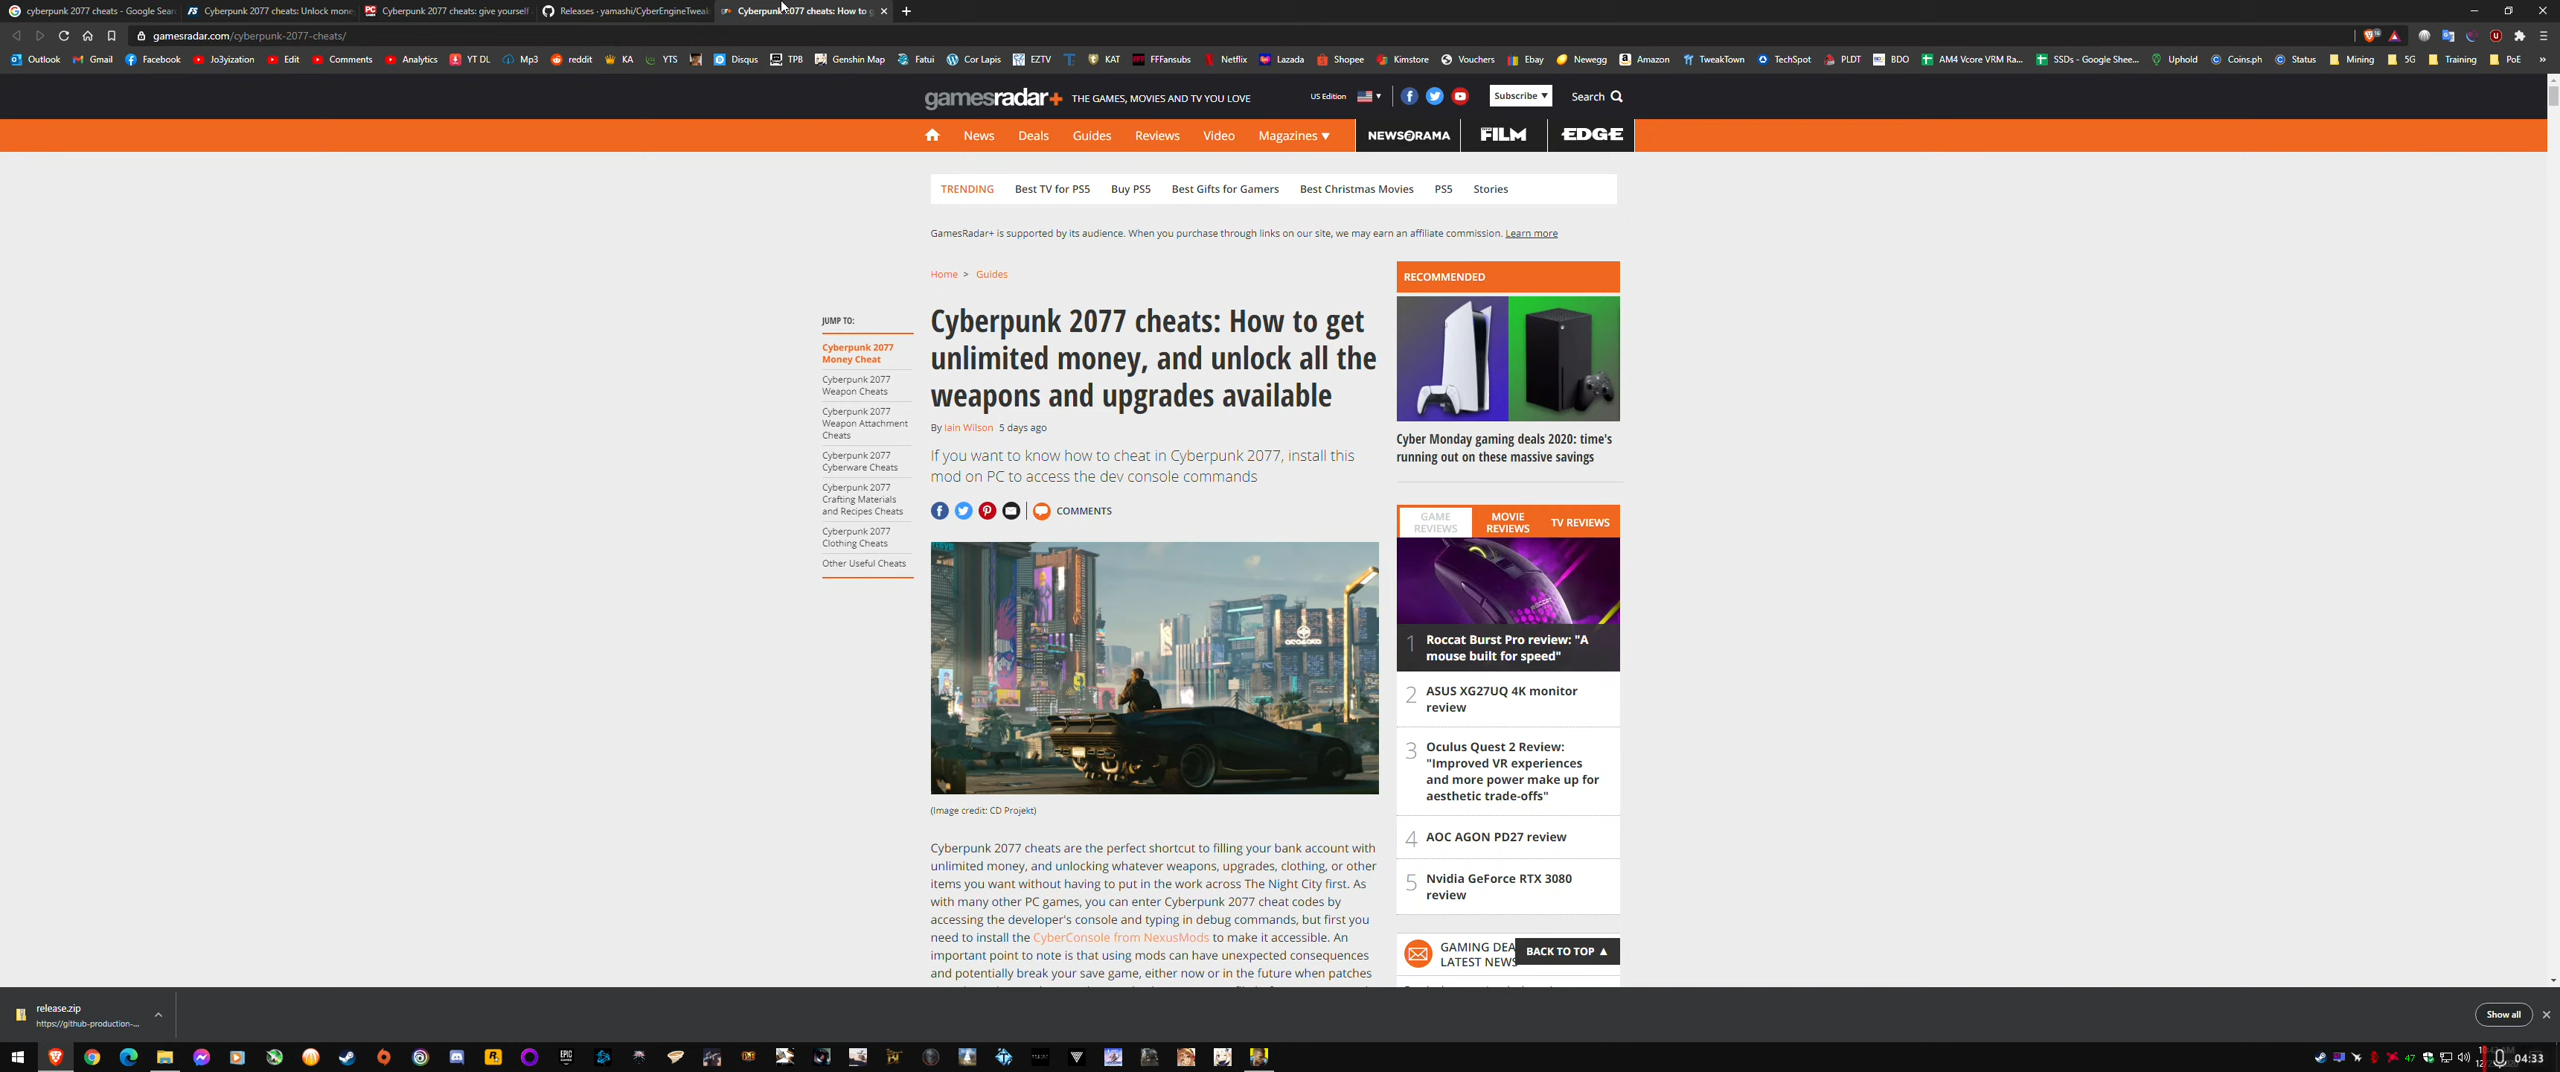 cyberpunk 2077 cheats - Google Sear
Cyberpunk 2077 cheats: Unlock mone
Cyberpunk 2077 cheats: give yourself
Releases · yamashi/CyberEngineTweak
Cyberpunk 2077 cheats: How to g
gamesradar.com/cyberpunk-2077-cheats/
Outlook Gmail Facebook Jo3yization Edit Comments Analytics YT DL Mp3 reddit KA YTS Disqus TPB Genshin Map Fatui Cor Lapis EZTV KAT FFFansubs Netflix Lazada Shopee Kimstore Vouchers Ebay Newegg Amazon TweakTown TechSpot PLDT BDO AM4 Vcore VRM Ra... SSDs - Google Shee... Uphold Coins.ph Status Mining 5G Training PoE »
gamesradar+ THE GAMES, MOVIES AND TV YOU LOVE
US Edition
Subscribe ▼
Search
News Deals Guides Reviews Video Magazines ▼ NEWSARAMA FILM EDGE
TRENDING Best TV for PS5 Buy PS5 Best Gifts for Gamers Best Christmas Movies PS5 Stories
GamesRadar+ is supported by its audience. When you purchase through links on our site, we may earn an affiliate commission. Learn more
Home > Guides
JUMP TO:
Cyberpunk 2077
Money Cheat
Cyberpunk 2077
Weapon Cheats
Cyberpunk 2077
Weapon Attachment
Cheats
Cyberpunk 2077
Cyberware Cheats
Cyberpunk 2077
Crafting Materials
and Recipes Cheats
Cyberpunk 2077
Clothing Cheats
Other Useful Cheats
Cyberpunk 2077 cheats: How to get
unlimited money, and unlock all the
weapons and upgrades available
By Iain Wilson 5 days ago
If you want to know how to cheat in Cyberpunk 2077, install this
mod on PC to access the dev console commands
COMMENTS
(Image credit: CD Projekt)
Cyberpunk 2077 cheats are the perfect shortcut to filling your bank account with
unlimited money, and unlocking whatever weapons, upgrades, clothing, or other
items you want without having to put in the work across The Night City first. As
with many other PC games, you can enter Cyberpunk 2077 cheat codes by
accessing the developer's console and typing in debug commands, but first you
need to install the CyberConsole from NexusMods to make it accessible. An
important point to note is that using mods can have unexpected consequences
and potentially break your save game, either now or in the future when patches
RECOMMENDED
Cyber Monday gaming deals 2020: time's
running out on these massive savings
GAME
REVIEWS
MOVIE
REVIEWS
TV REVIEWS
1 Roccat Burst Pro review: "A
mouse built for speed"
2 ASUS XG27UQ 4K monitor
review
3 Oculus Quest 2 Review:
"Improved VR experiences
and more power make up for
aesthetic trade-offs"
4 AOC AGON PD27 review
5 Nvidia GeForce RTX 3080
review
GAMING DEA
LATEST NEWS
BACK TO TOP ▲
release.zip
https://github-production-...
Show all
47
04:33